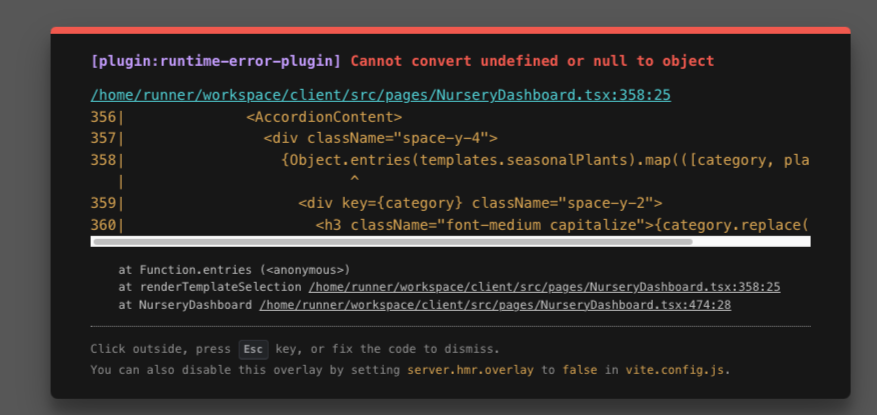 [plugin:runtime-error-plugin] Cannot convert undefined or null to object
/home/runner/workspace/client/src/pages/NurseryDashboard.tsx:358:25
356|              <AccordionContent>
357|                <div className="space-y-4">
358|                  {Object.entries(templates.seasonalPlants).map(([category, pla
   |                          ^
359|                    <div key={category} className="space-y-2">
360|                      <h3 className="font-medium capitalize">{category.replace(
at Function.entries (<anonymous>)
at renderTemplateSelection /home/runner/workspace/client/src/pages/NurseryDashboard.tsx:358:25
at NurseryDashboard /home/runner/workspace/client/src/pages/NurseryDashboard.tsx:474:28
Click outside, press Esc key, or fix the code to dismiss.
You can also disable this overlay by setting server.hmr.overlay to false in vite.config.js.